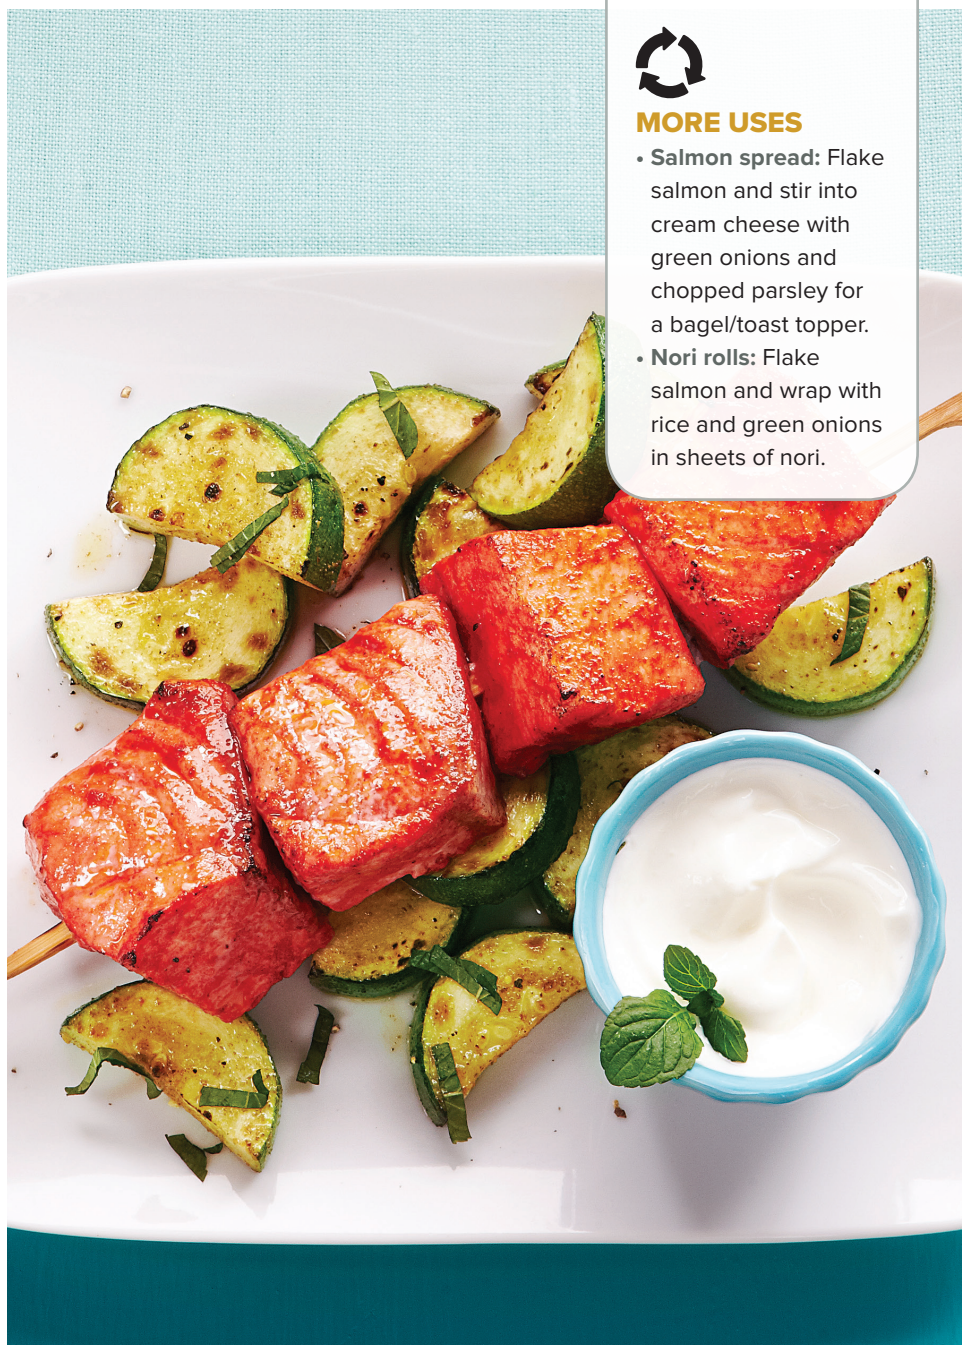 MORE USES
• Salmon spread: Flake
salmon and stir into
cream cheese with
green onions and
chopped parsley for
a bagel/toast topper.
• Nori rolls: Flake
salmon and wrap with
rice and green onions
in sheets of nori.